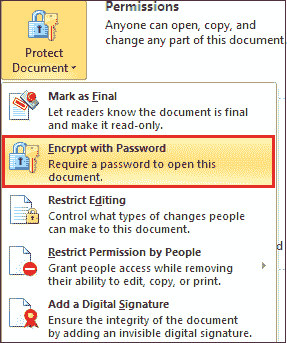 Protect
Document
Permissions
Anyone can open, copy, and
change any part of this document.
Mark as Final
Let readers know the document is final
and make it read-only.
Encrypt with Password
Require a password to open this
document.
Restrict Editing
Control what types of changes people
can make to this document.
Restrict Permission by People
Grant people access while removing
their ability to edit, copy, or print.
Add a Digital Signature
Ensure the integrity of the document
by adding an invisible digital signature.